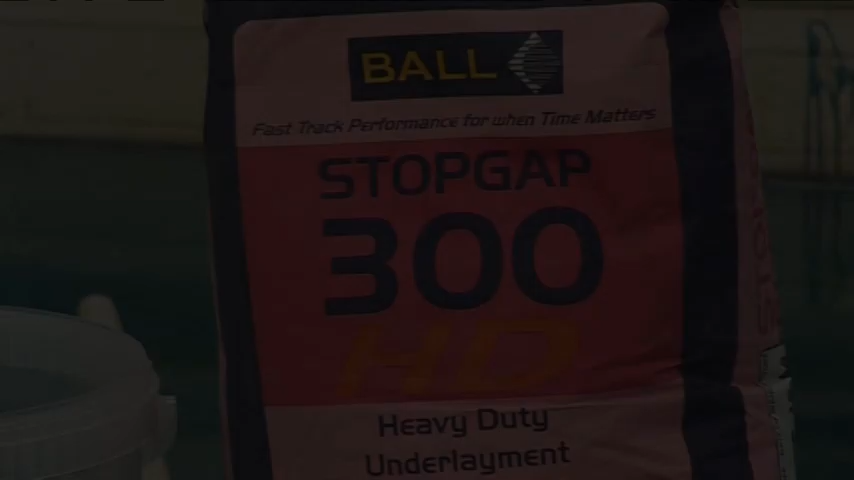 BALL
Fast Track Performance for when Time Matters
STOPGAP
300
HD
Heavy Duty
Underlayment